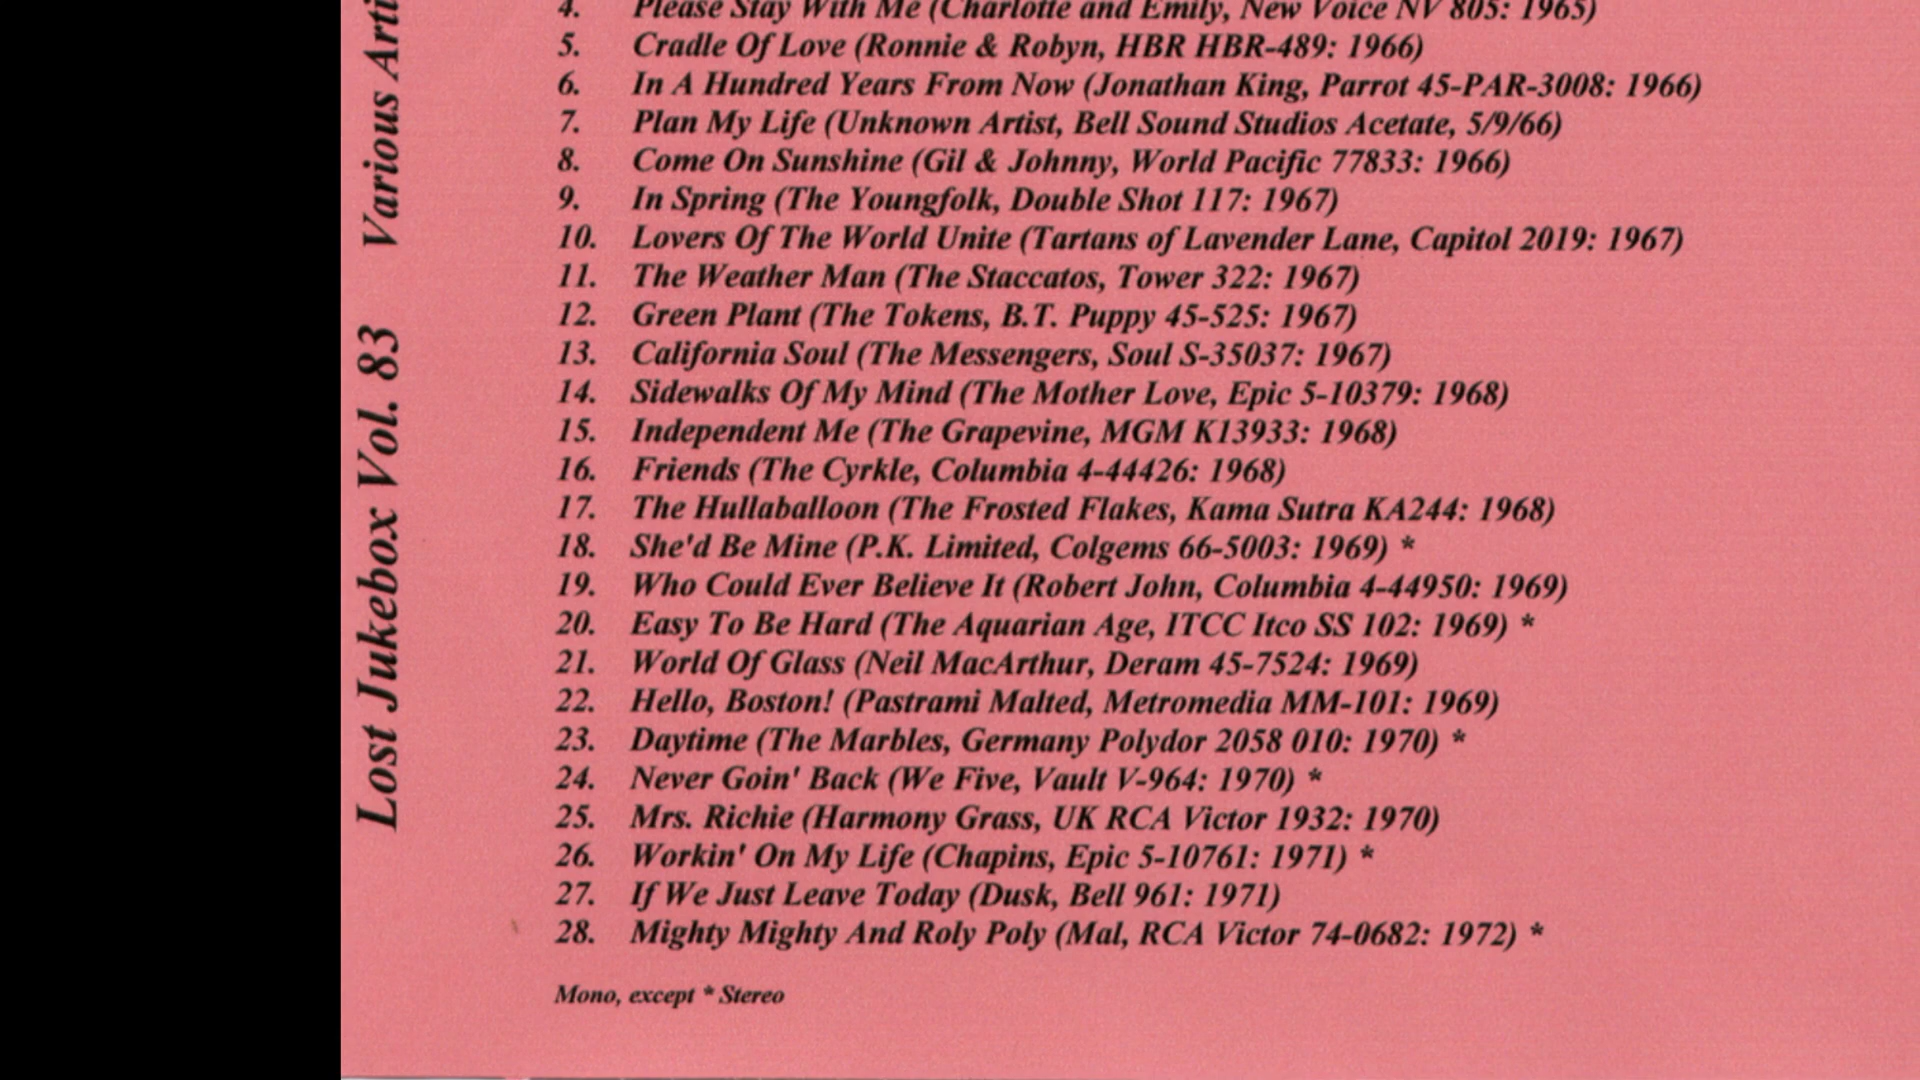 4. Please Stay With Me (Charlotte and Emily, New Voice NV 805: 1965)
5. Cradle Of Love (Ronnie & Robyn, HBR HBR-489: 1966)
6. In A Hundred Years From Now (Jonathan King, Parrot 45-PAR-3008: 1966)
7. Plan My Life (Unknown Artist, Bell Sound Studios Acetate, 5/9/66)
8. Come On Sunshine (Gil & Johnny, World Pacific 77833: 1966)
9. In Spring (The Youngfolk, Double Shot 117: 1967)
10. Lovers Of The World Unite (Tartans of Lavender Lane, Capitol 2019: 1967)
11. The Weather Man (The Staccatos, Tower 322: 1967)
12. Green Plant (The Tokens, B.T. Puppy 45-525: 1967)
13. California Soul (The Messengers, Soul S-35037: 1967)
14. Sidewalks Of My Mind (The Mother Love, Epic 5-10379: 1968)
15. Independent Me (The Grapevine, MGM K13933: 1968)
16. Friends (The Cyrkle, Columbia 4-44426: 1968)
17. The Hullaballoon (The Frosted Flakes, Kama Sutra KA244: 1968)
18. She'd Be Mine (P.K. Limited, Colgems 66-5003: 1969) *
19. Who Could Ever Believe It (Robert John, Columbia 4-44950: 1969)
20. Easy To Be Hard (The Aquarian Age, ITCC Itco SS 102: 1969) *
21. World Of Glass (Neil MacArthur, Deram 45-7524: 1969)
22. Hello, Boston! (Pastrami Malted, Metromedia MM-101: 1969)
23. Daytime (The Marbles, Germany Polydor 2058 010: 1970) *
24. Never Goin' Back (We Five, Vault V-964: 1970) *
25. Mrs. Richie (Harmony Grass, UK RCA Victor 1932: 1970)
26. Workin' On My Life (Chapins, Epic 5-10761: 1971) *
27. If We Just Leave Today (Dusk, Bell 961: 1971)
28. Mighty Mighty And Roly Poly (Mal, RCA Victor 74-0682: 1972) *
Mono, except * Stereo
Lost Jukebox Vol. 83 Various Arti